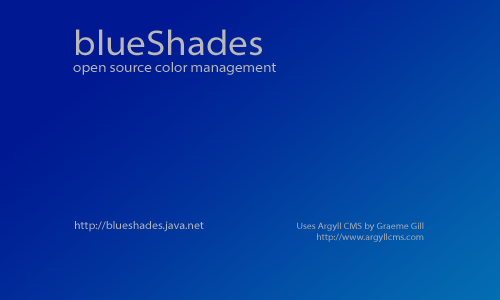 blueShades
open source color management
http://blueshades.java.net
Uses Argyll CMS by Graeme Gill
http://www.argyllcms.com